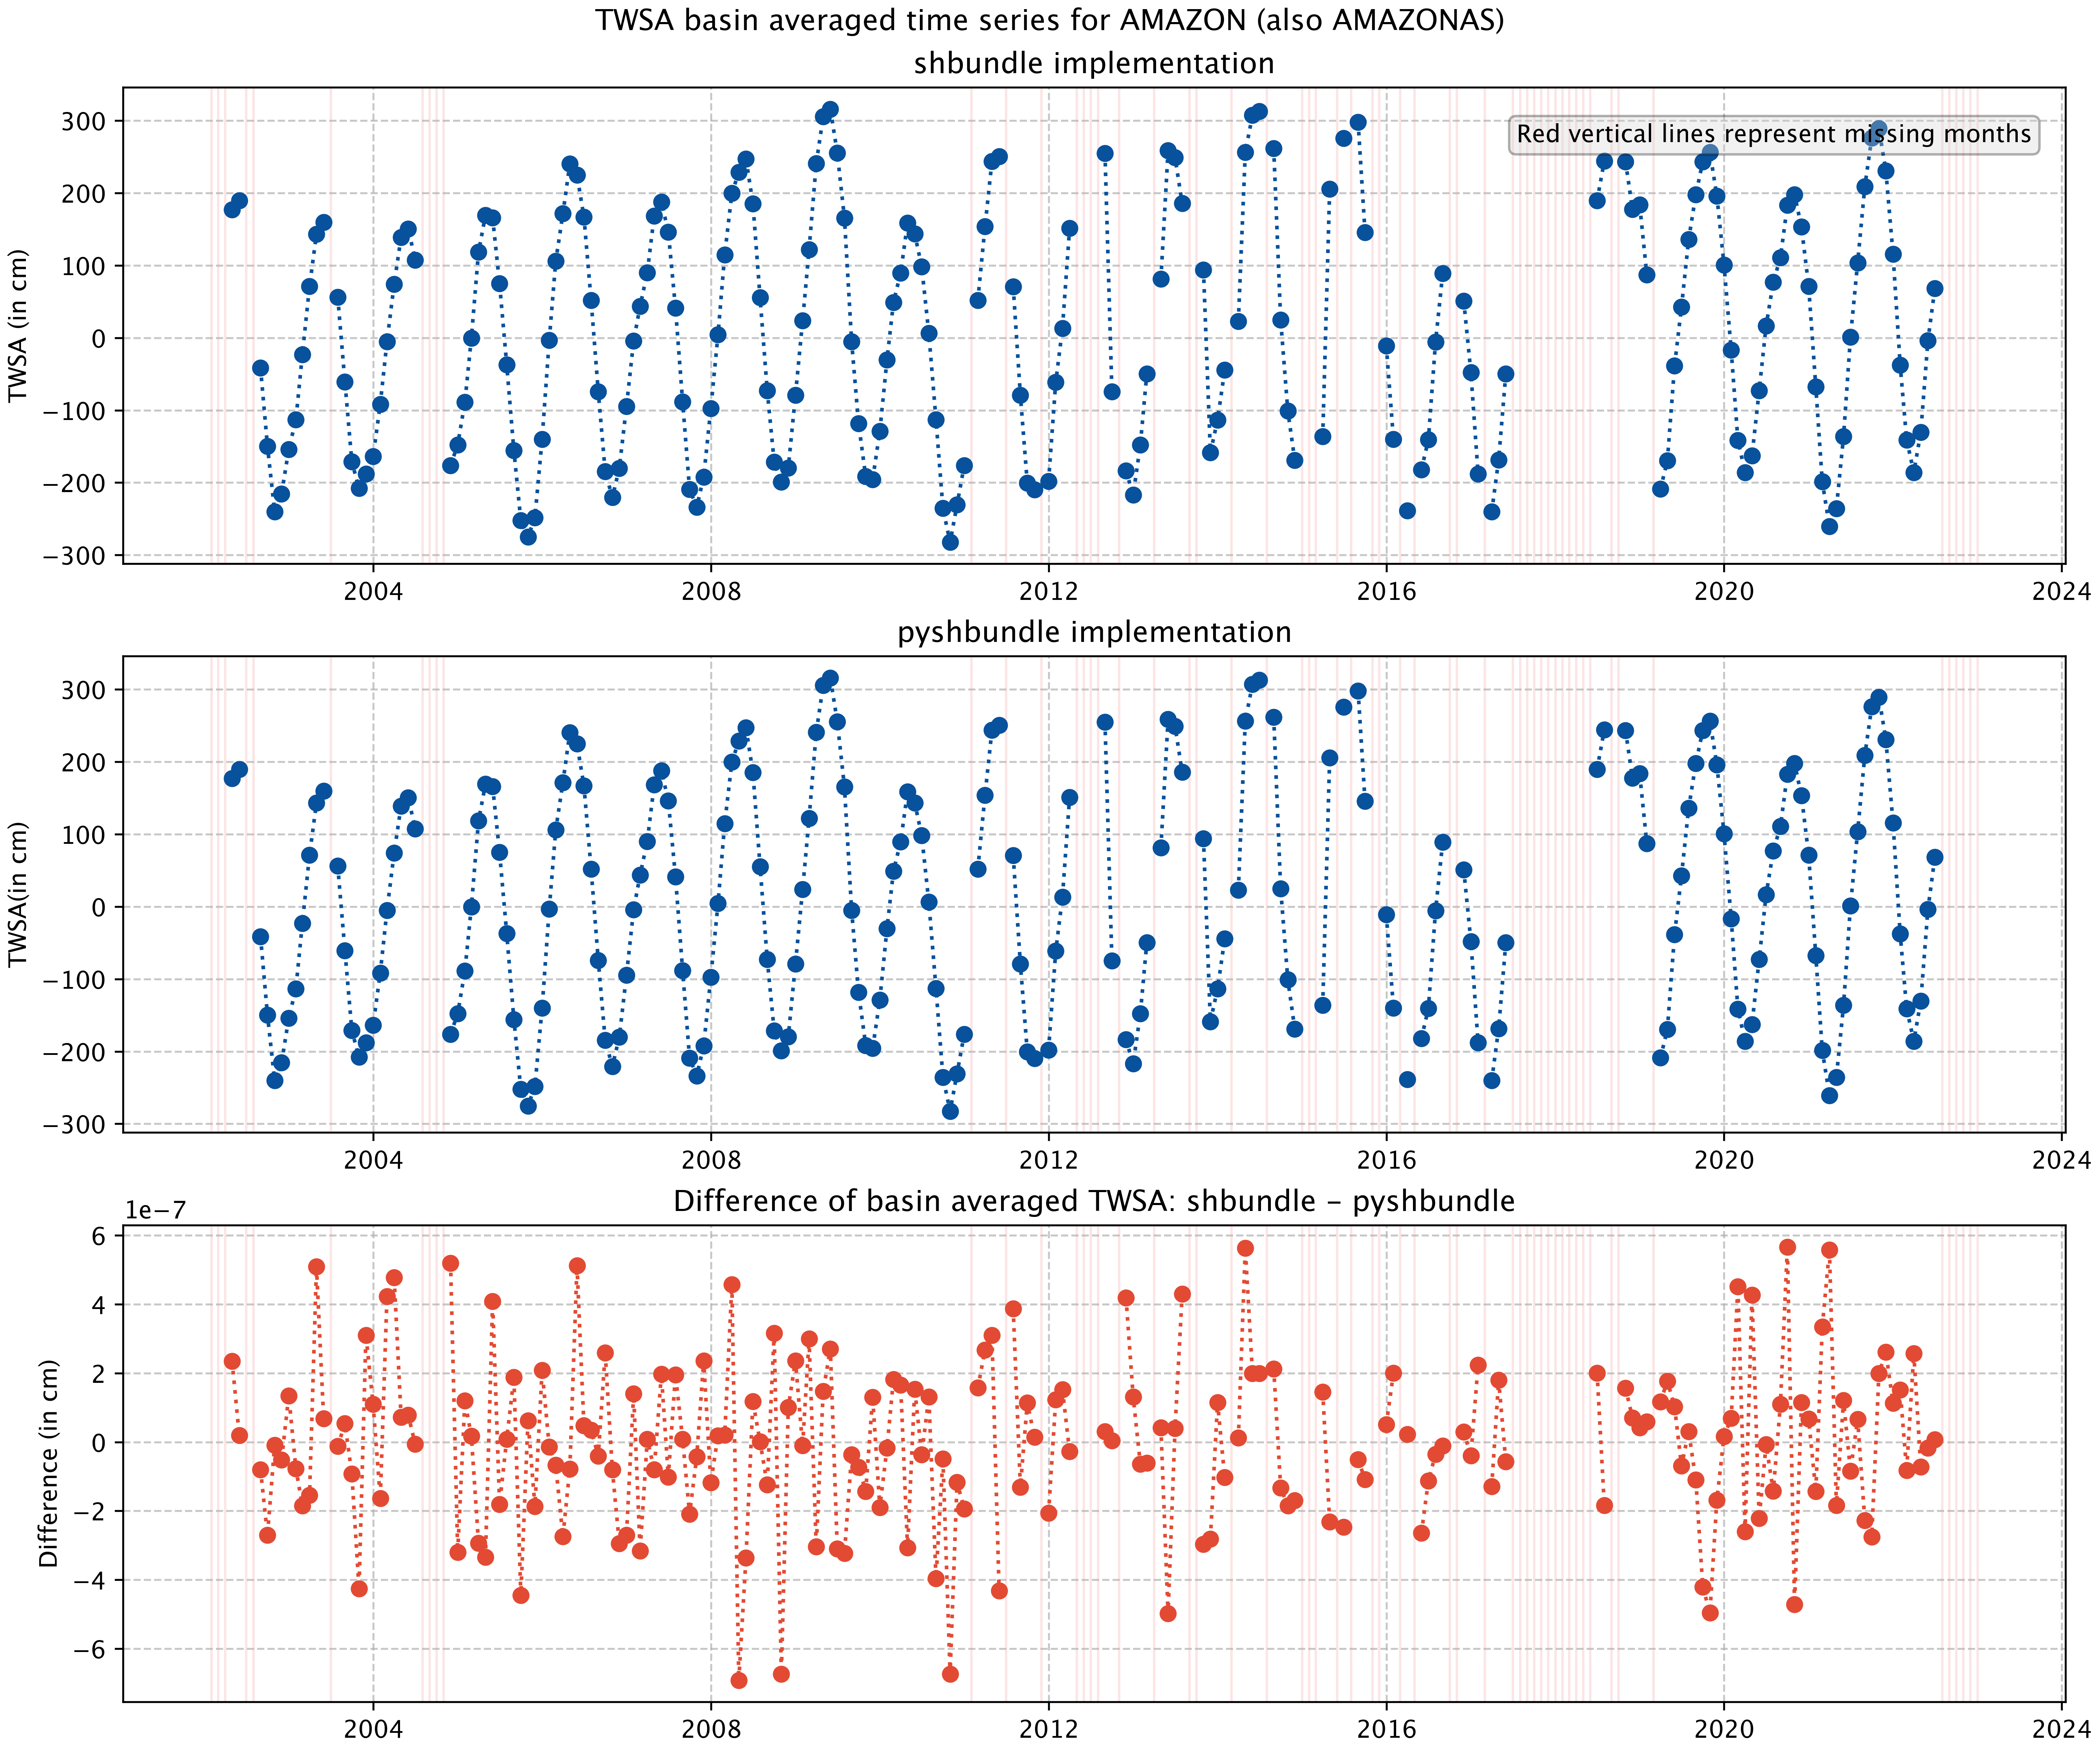 TWSA basin averaged time series for AMAZON (also AMAZONAS)
shbundle implementation
Red vertical lines represent missing months
TWSA (in cm)
300
200
100
0
−100
−200
−300
2004 2008 2012 2016 2020 2024
pyshbundle implementation
TWSA(in cm)
300
200
100
0
−100
−200
−300
2004 2008 2012 2016 2020 2024
Difference of basin averaged TWSA: shbundle − pyshbundle
1e−7
Difference (in cm)
6
4
2
0
−2
−4
−6
2004 2008 2012 2016 2020 2024